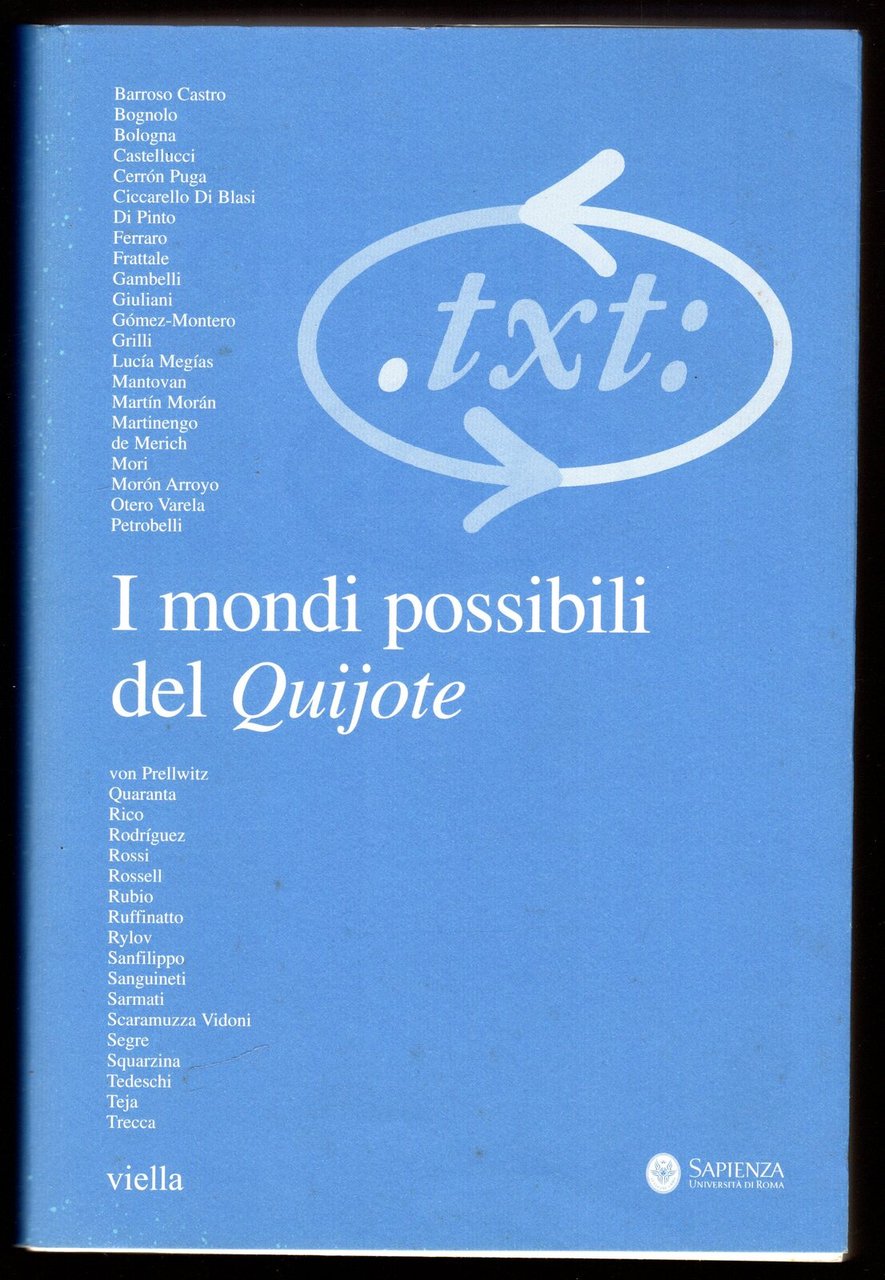 Barroso Castro
Bognolo
Bologna
Castellucci
Cerrón Puga
Ciccarello Di Blasi
Di Pinto
Ferraro
Frattale
Gambelli
Giuliani
Gómez-Montero
Grilli
Lucía Megías
Mantovan
Martín Morán
Martinengo
de Merich
Mori
Morón Arroyo
Otero Varela
Petrobelli
.txt:
I mondi possibili
del Quijote
von Prellwitz
Quaranta
Rico
Rodríguez
Rossi
Rossell
Rubio
Ruffinatto
Rylov
Sanfilippo
Sanguineti
Sarmati
Scaramuzza Vidoni
Segre
Squarzina
Tedeschi
Teja
Trecca
viella
SAPIENZA
UNIVERSITÀ DI ROMA